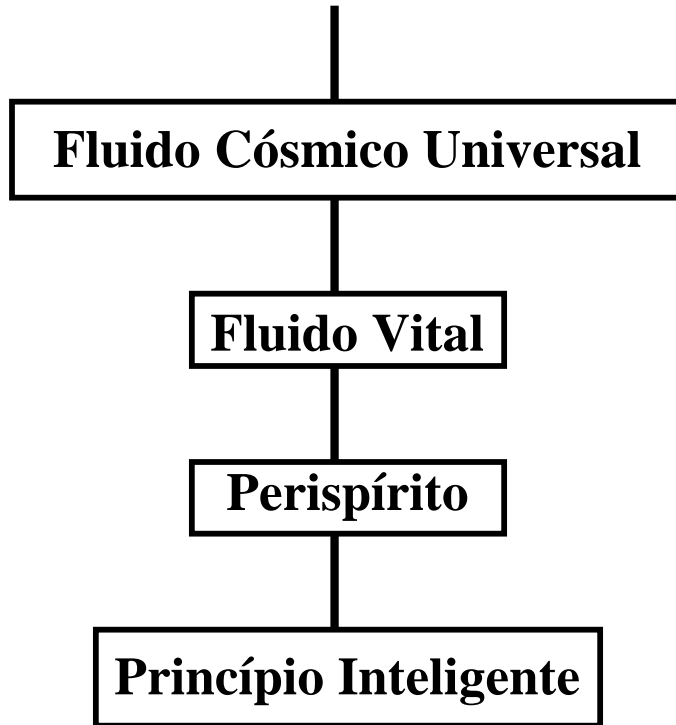 Fluido Cósmico Universal
Fluido Vital
Perispírito
Princípio Inteligente